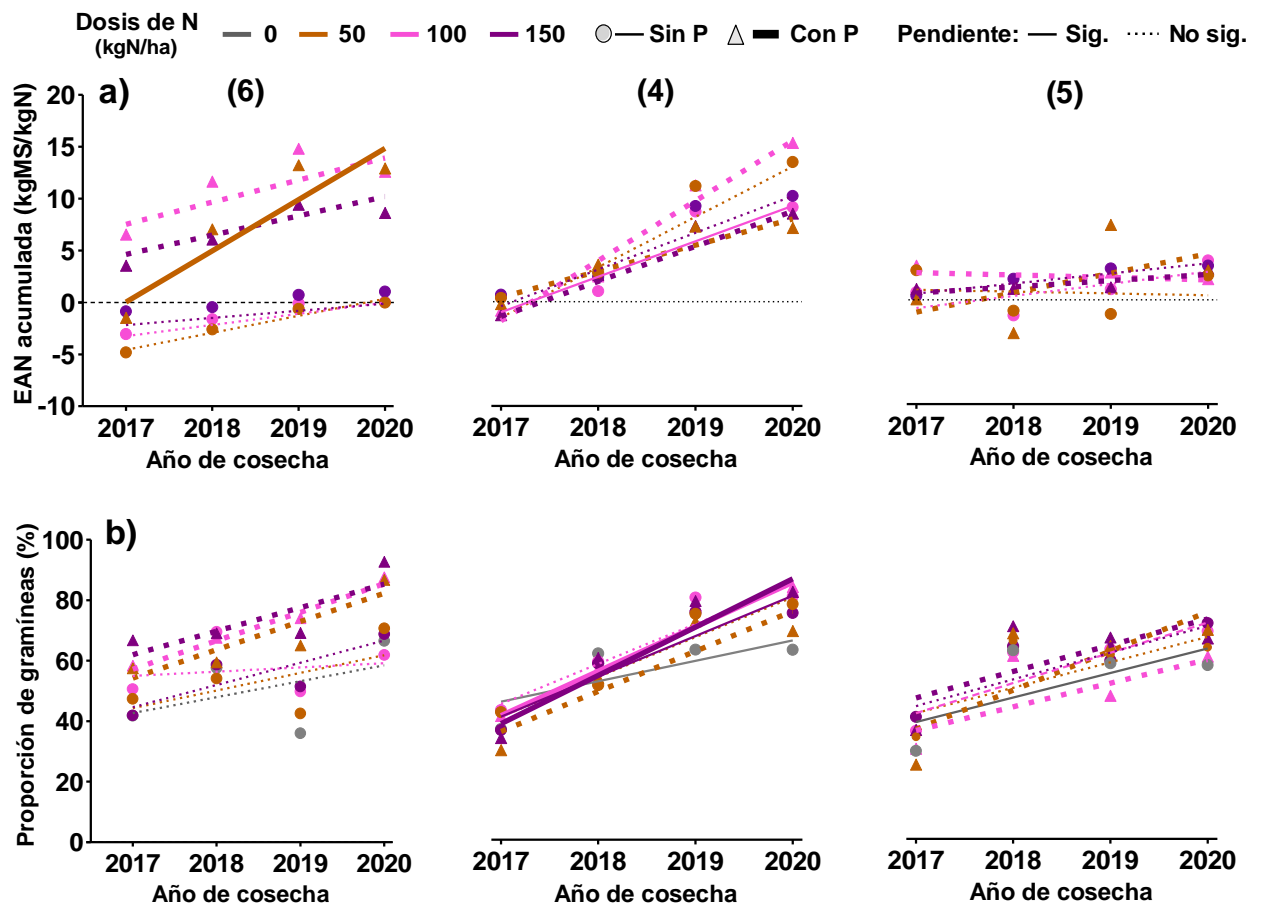 Dosis de N
(kgN/ha)
0 50 100 150 Sin P Con P Pendiente: Sig. No sig.
a) (6) (4) (5)
EAN acumulada (kgMS/kgN)
20
15
10
5
0
-5
-10
2017 2018 2019 2020 2017 2018 2019 2020 2017 2018 2019 2020
Año de cosecha Año de cosecha Año de cosecha
b)
Proporción de gramíneas (%)
100
80
60
40
20
0
2017 2018 2019 2020 2017 2018 2019 2020 2017 2018 2019 2020
Año de cosecha Año de cosecha Año de cosecha